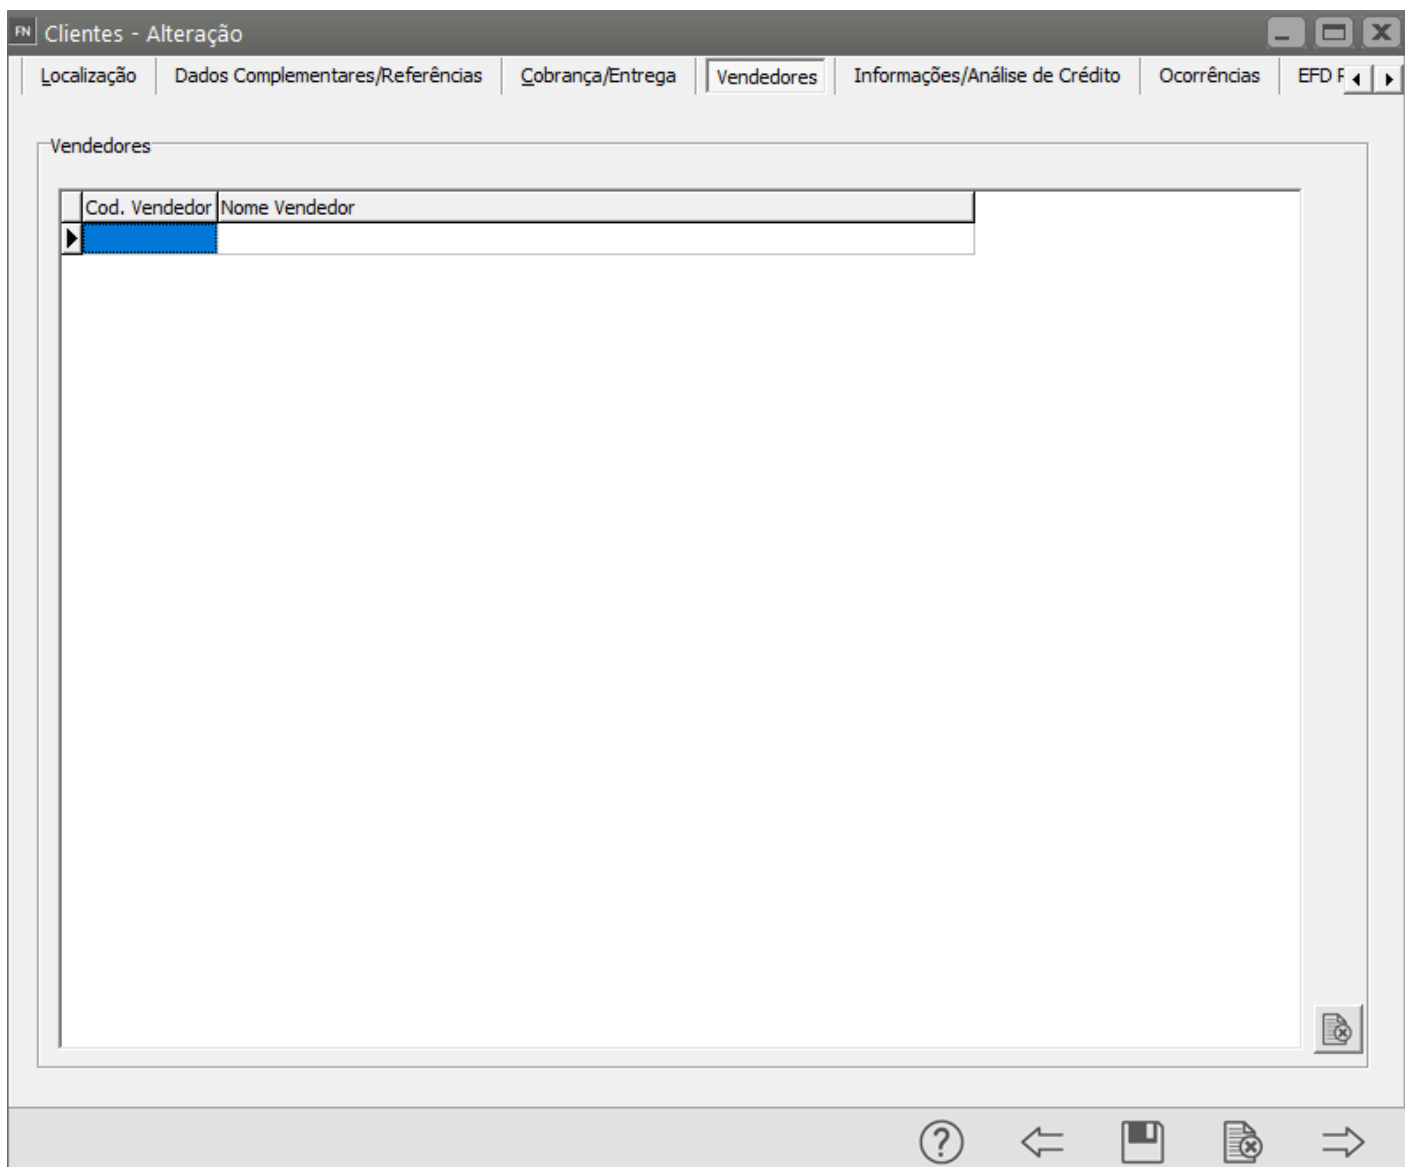 FN Clientes - Alteração
Localização Dados Complementares/Referências Cobrança/Entrega Vendedores Informações/Análise de Crédito Ocorrências EFD
Vendedores
Cod. Vendedor Nome Vendedor
?